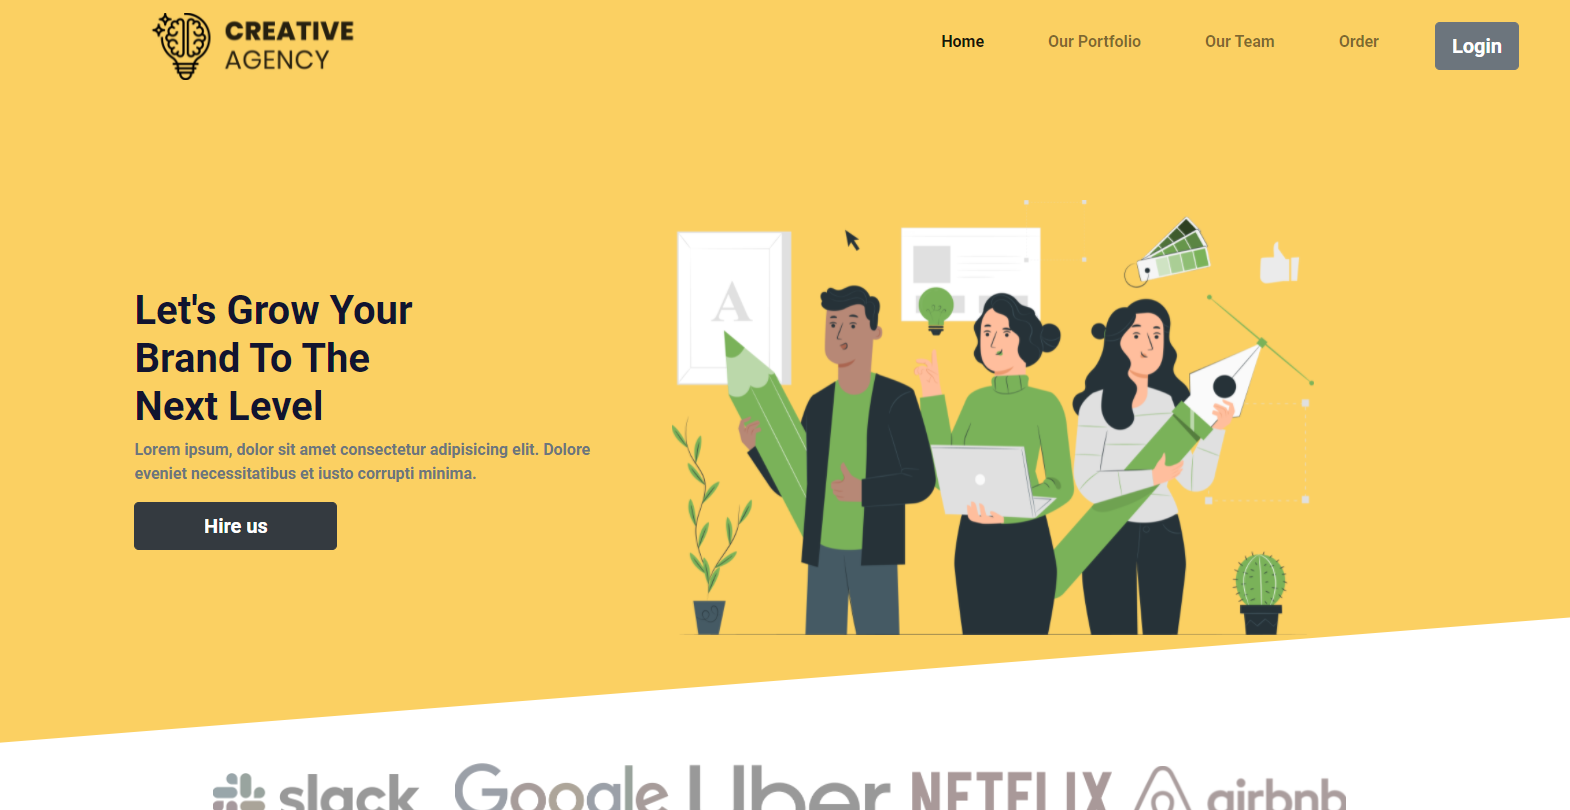 CREATIVE
AGENCY
Home
Our Portfolio
Our Team
Order
Login
A
Let's Grow Your
Brand To The
Next Level
Lorem ipsum, dolor sit amet consectetur adipisicing elit. Dolore
eveniet necessitatibus et iusto corrupti minima.
Hire us
slack
Google
Uber
NETFLIX
airbnb